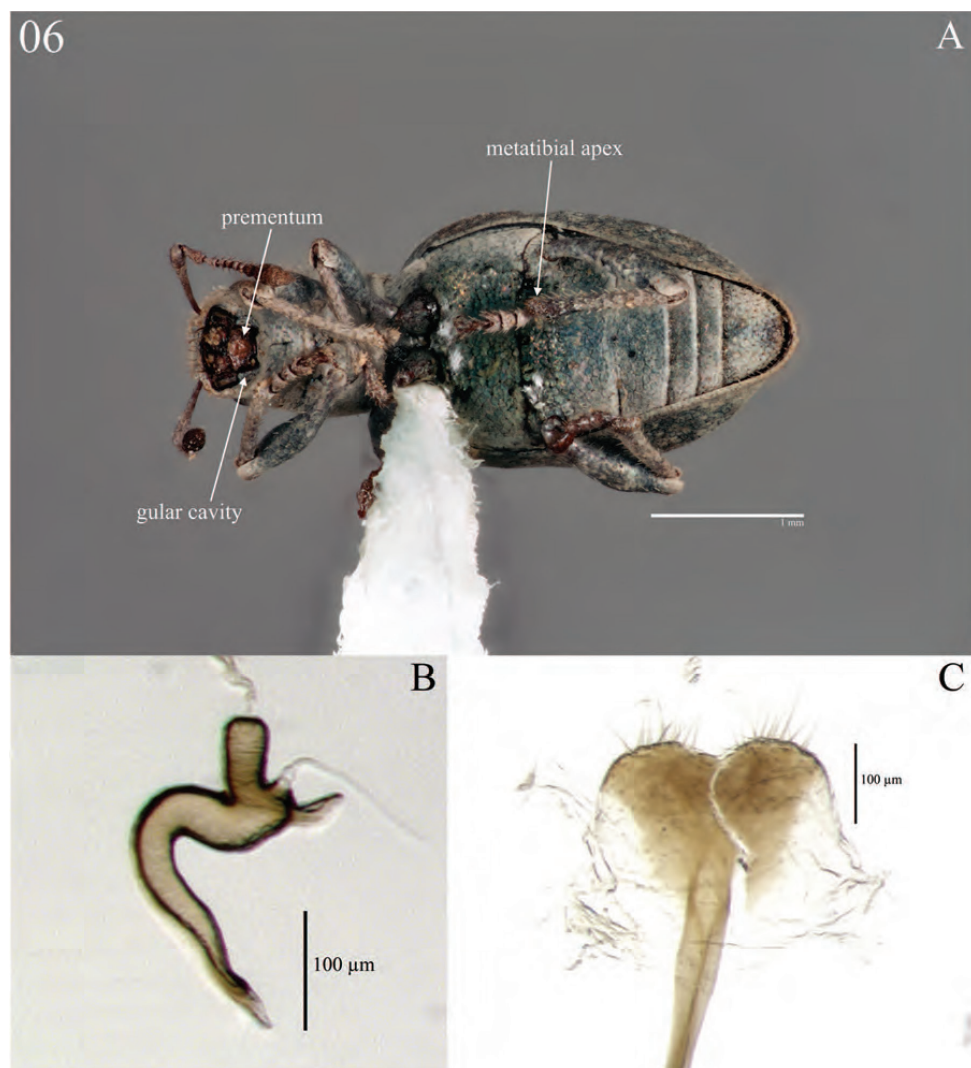 06
A
metatibial apex
prementum
gular cavity
1 mm
B
100 µm
C
100 µm